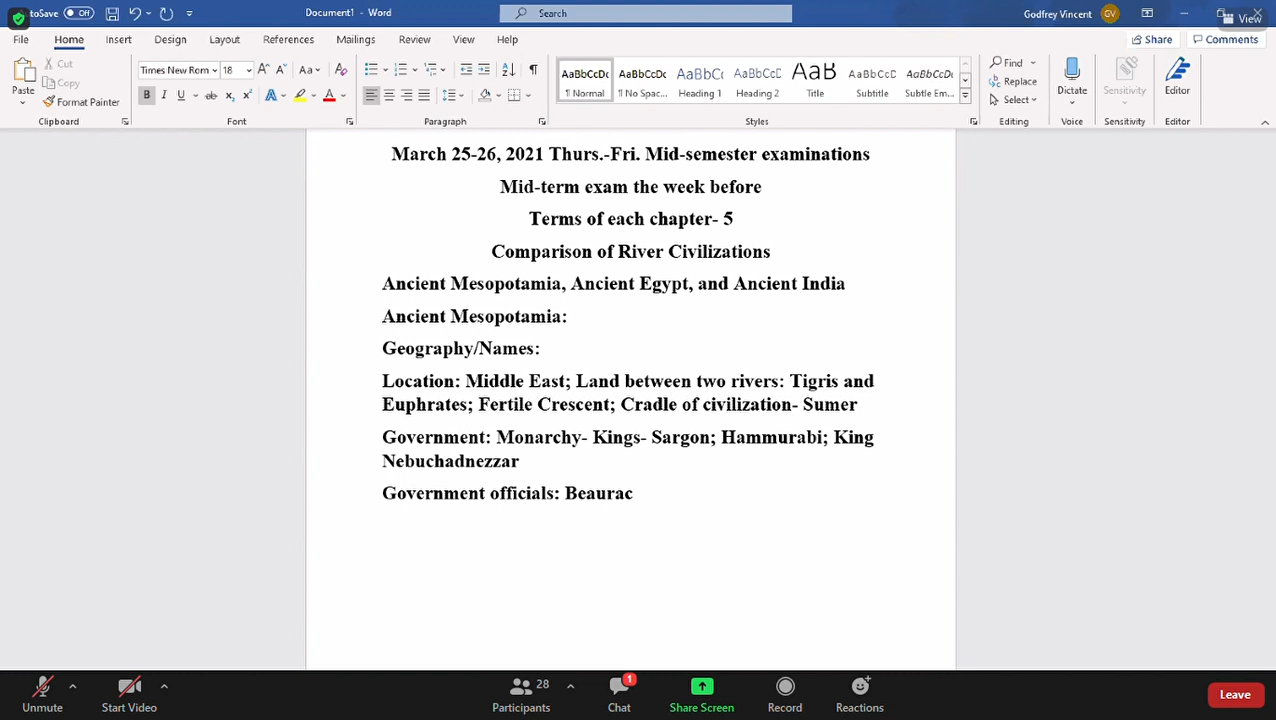 toSave Off Document1 - Word Search Godfrey Vincent GV View
File Home Insert Design Layout References Mailings Review View Help Share Comments
Paste Cut Copy Format Painter
Times New Rom 18
AaBbCcDc AaBbCcDc AaBbCc AaBbCcD AaB AaBbCcD AaBbCcDt
¶ Normal ¶ No Spac... Heading 1 Heading 2 Title Subtitle Subtle Em...
Find Replace Select Dictate Sensitivity Editor
Clipboard Font Paragraph Styles Editing Voice Sensitivity Editor
March 25-26, 2021 Thurs.-Fri. Mid-semester examinations
Mid-term exam the week before
Terms of each chapter- 5
Comparison of River Civilizations
Ancient Mesopotamia, Ancient Egypt, and Ancient India
Ancient Mesopotamia:
Geography/Names:
Location: Middle East; Land between two rivers: Tigris and
Euphrates; Fertile Crescent; Cradle of civilization- Sumer
Government: Monarchy- Kings- Sargon; Hammurabi; King
Nebuchadnezzar
Government officials: Beaurac
28 1
Unmute Start Video Participants Chat Share Screen Record Reactions Leave